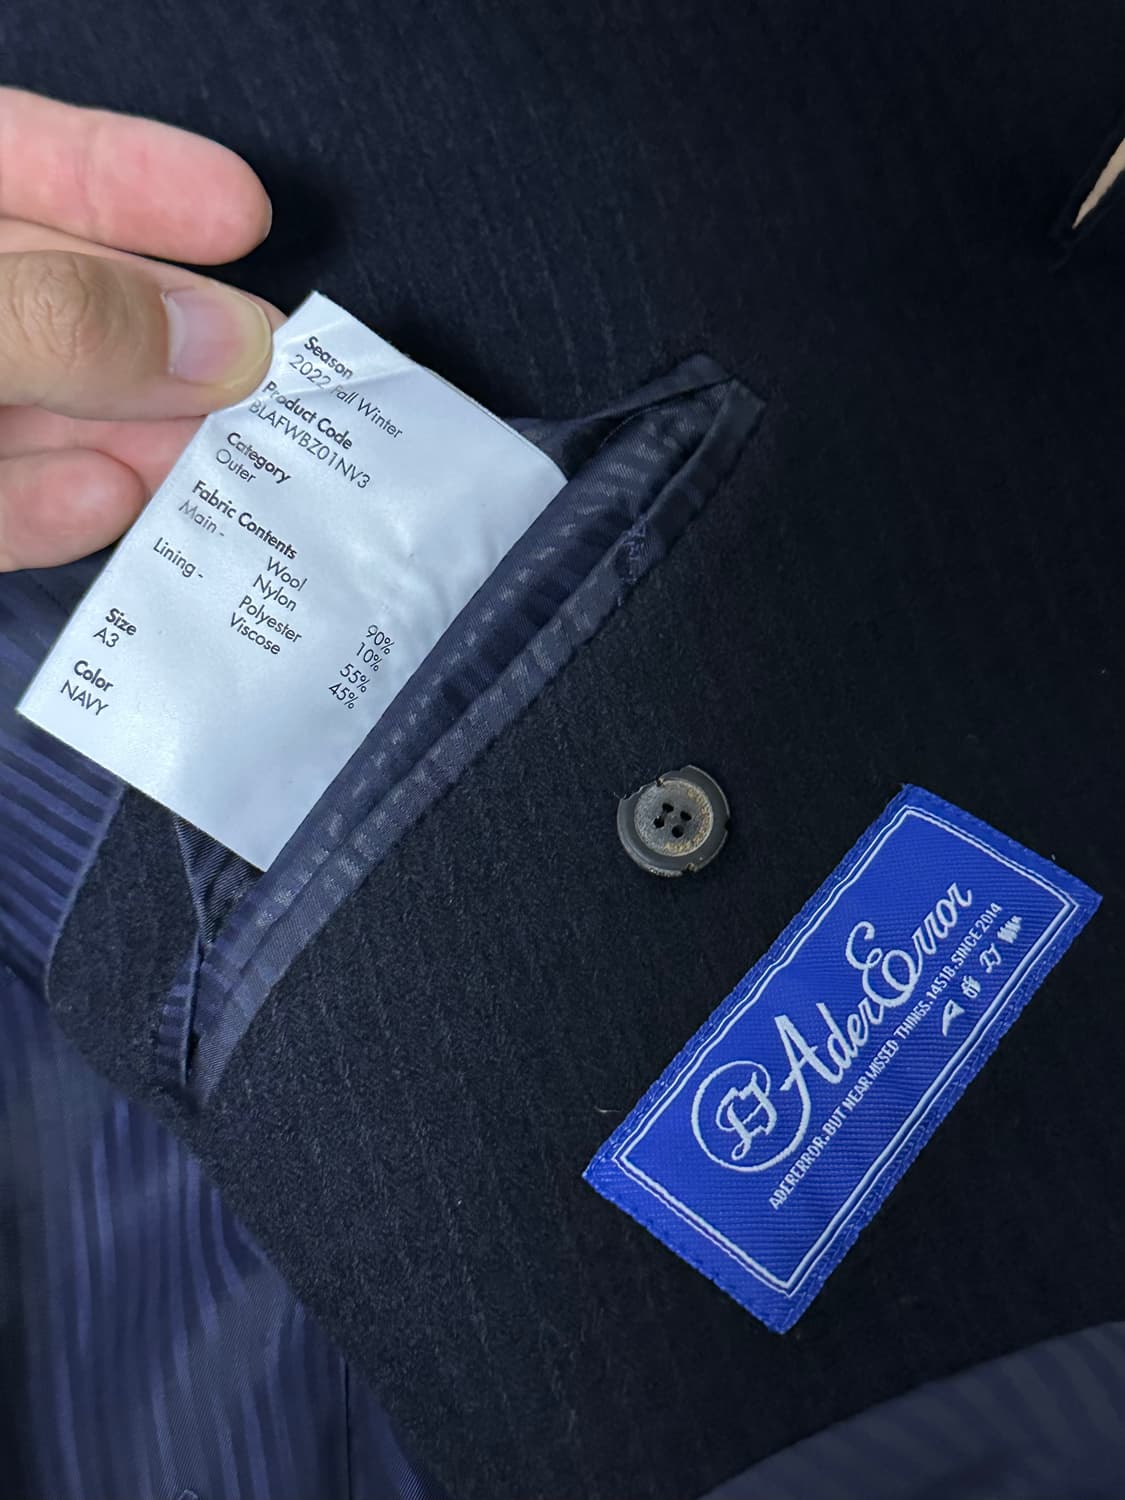 Season
2022 Fall Winter
Product Code
BLAFWBZ01NV3
Category
Outer
Fabric Contents
Main - Wool 90%
Nylon 10%
Lining - Polyester 55%
Viscose 45%
Size
A3
Color
NAVY
AderError
ADERERROR.BUT NEAR MISSED THINGS.1451B.SINCE 2014